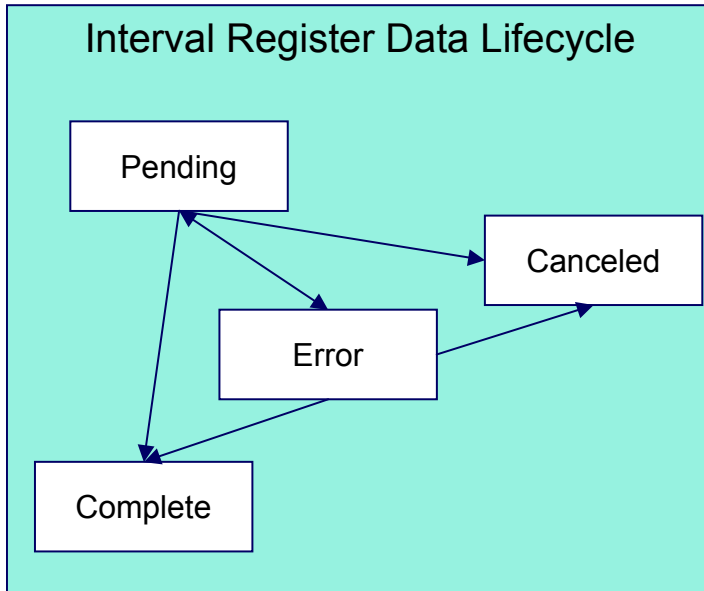 Interval Register Data Lifecycle
Pending
Canceled
Error
Complete